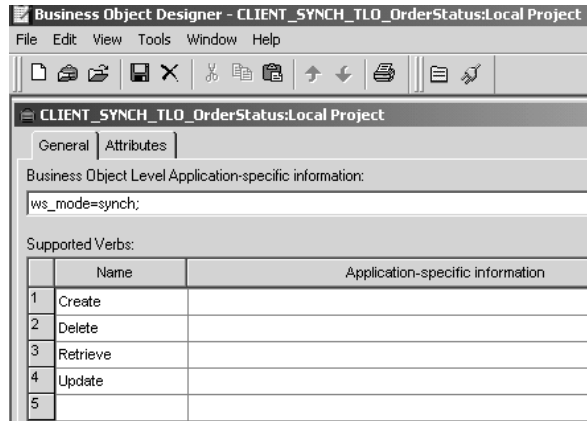 Business Object Designer - CLIENT_SYNCH_TLO_OrderStatus:Local Project
File Edit View Tools Window Help
CLIENT_SYNCH_TLO_OrderStatus:Local Project
General Attributes
Business Object Level Application-specific information:
ws_mode=synch;
Supported Verbs:
Name Application-specific information
1 Create
2 Delete
3 Retrieve
4 Update
5